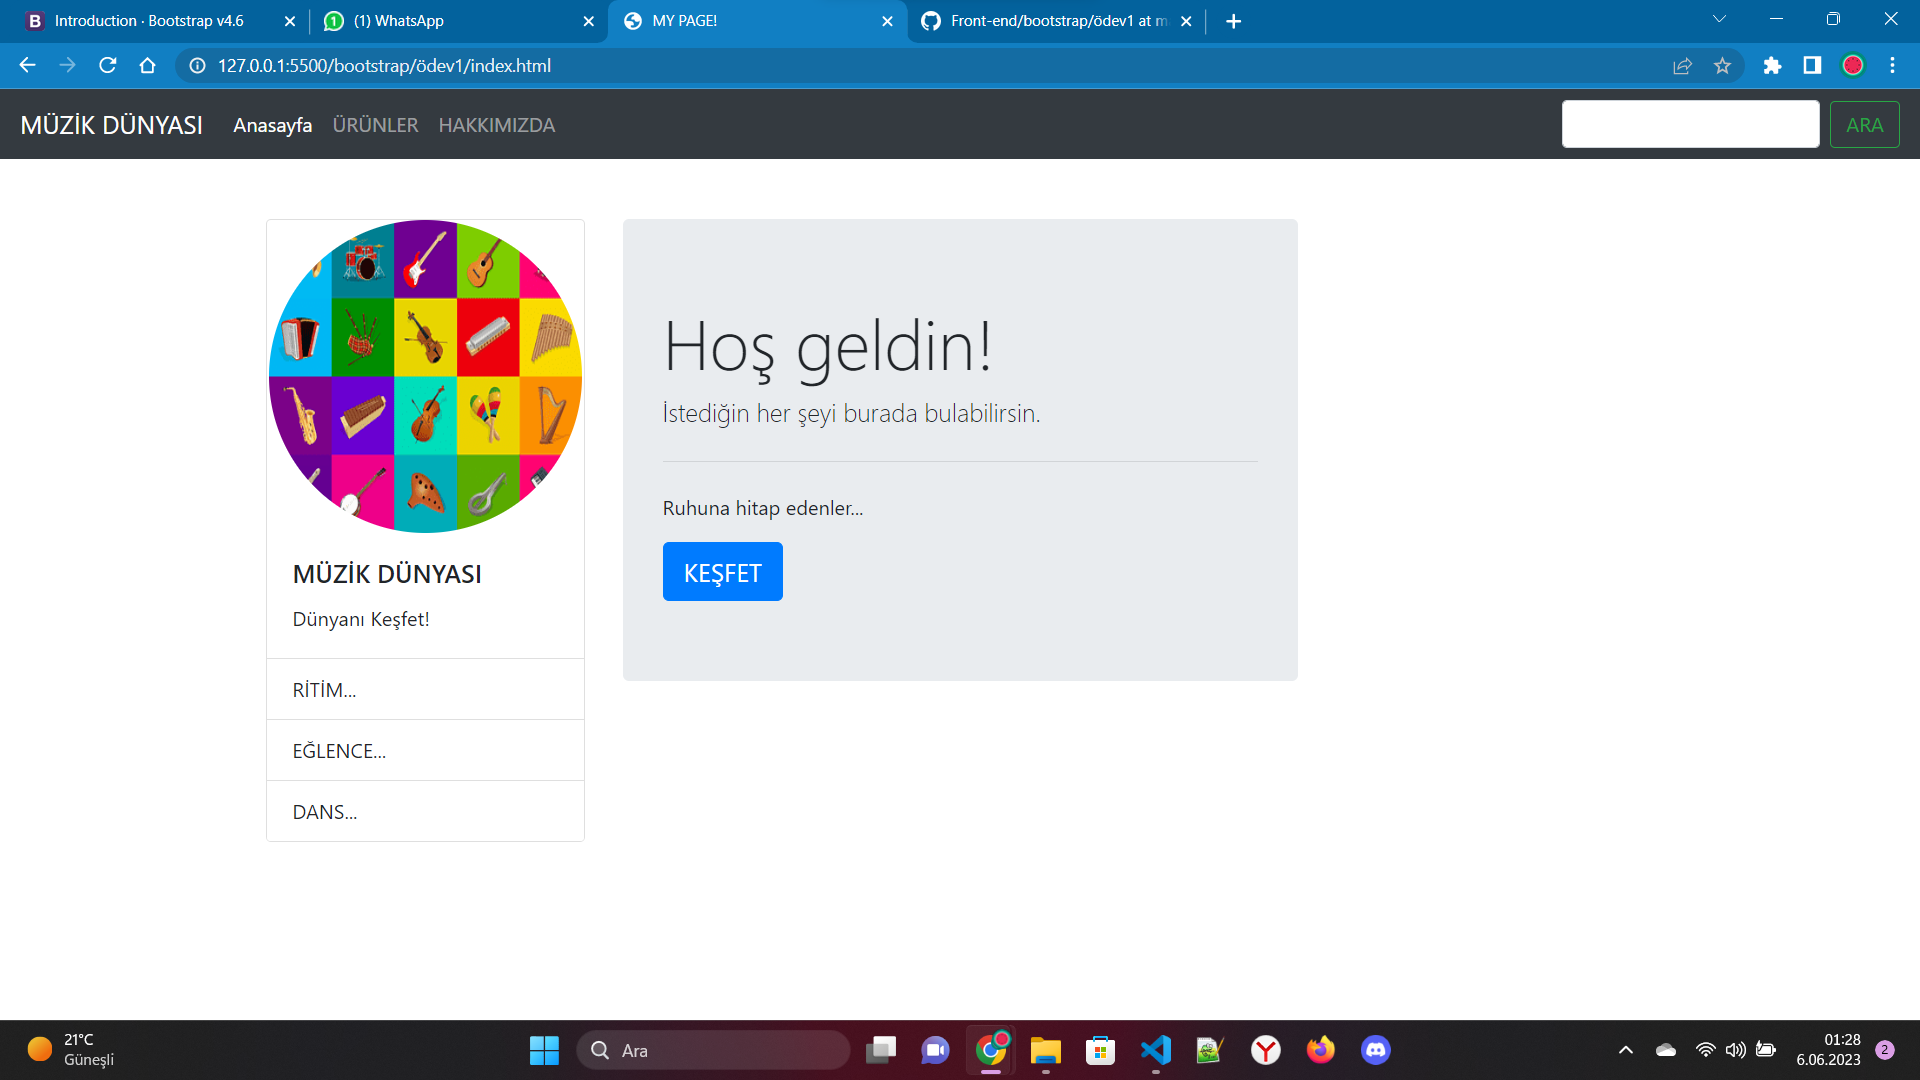 Introduction · Bootstrap v4.6
(1) WhatsApp
MY PAGE!
Front-end/bootstrap/ödev1 at m
127.0.0.1:5500/bootstrap/ödev1/index.html
MÜZİK DÜNYASI
Anasayfa
ÜRÜNLER
HAKKIMIZDA
ARA
MÜZİK DÜNYASI
Dünyanı Keşfet!
RİTİM...
EĞLENCE...
DANS...
Hoş geldin!
İstediğin her şeyi burada bulabilirsin.
Ruhuna hitap edenler...
KEŞFET
21°C
Güneşli
Ara
01:28
6.06.2023
2